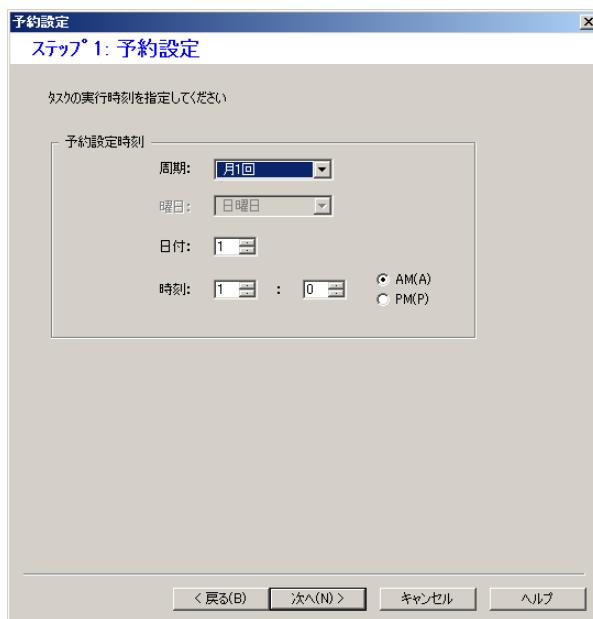 予約設定
ステップ1: 予約設定
タスクの実行時刻を指定してください
予約設定時刻
周期: 月1回
曜日: 日曜日
日付: 1
時刻: 1 : 0 AM(A)
PM(P)
< 戻る(B) 次へ(N) > キャンセル ヘルプ